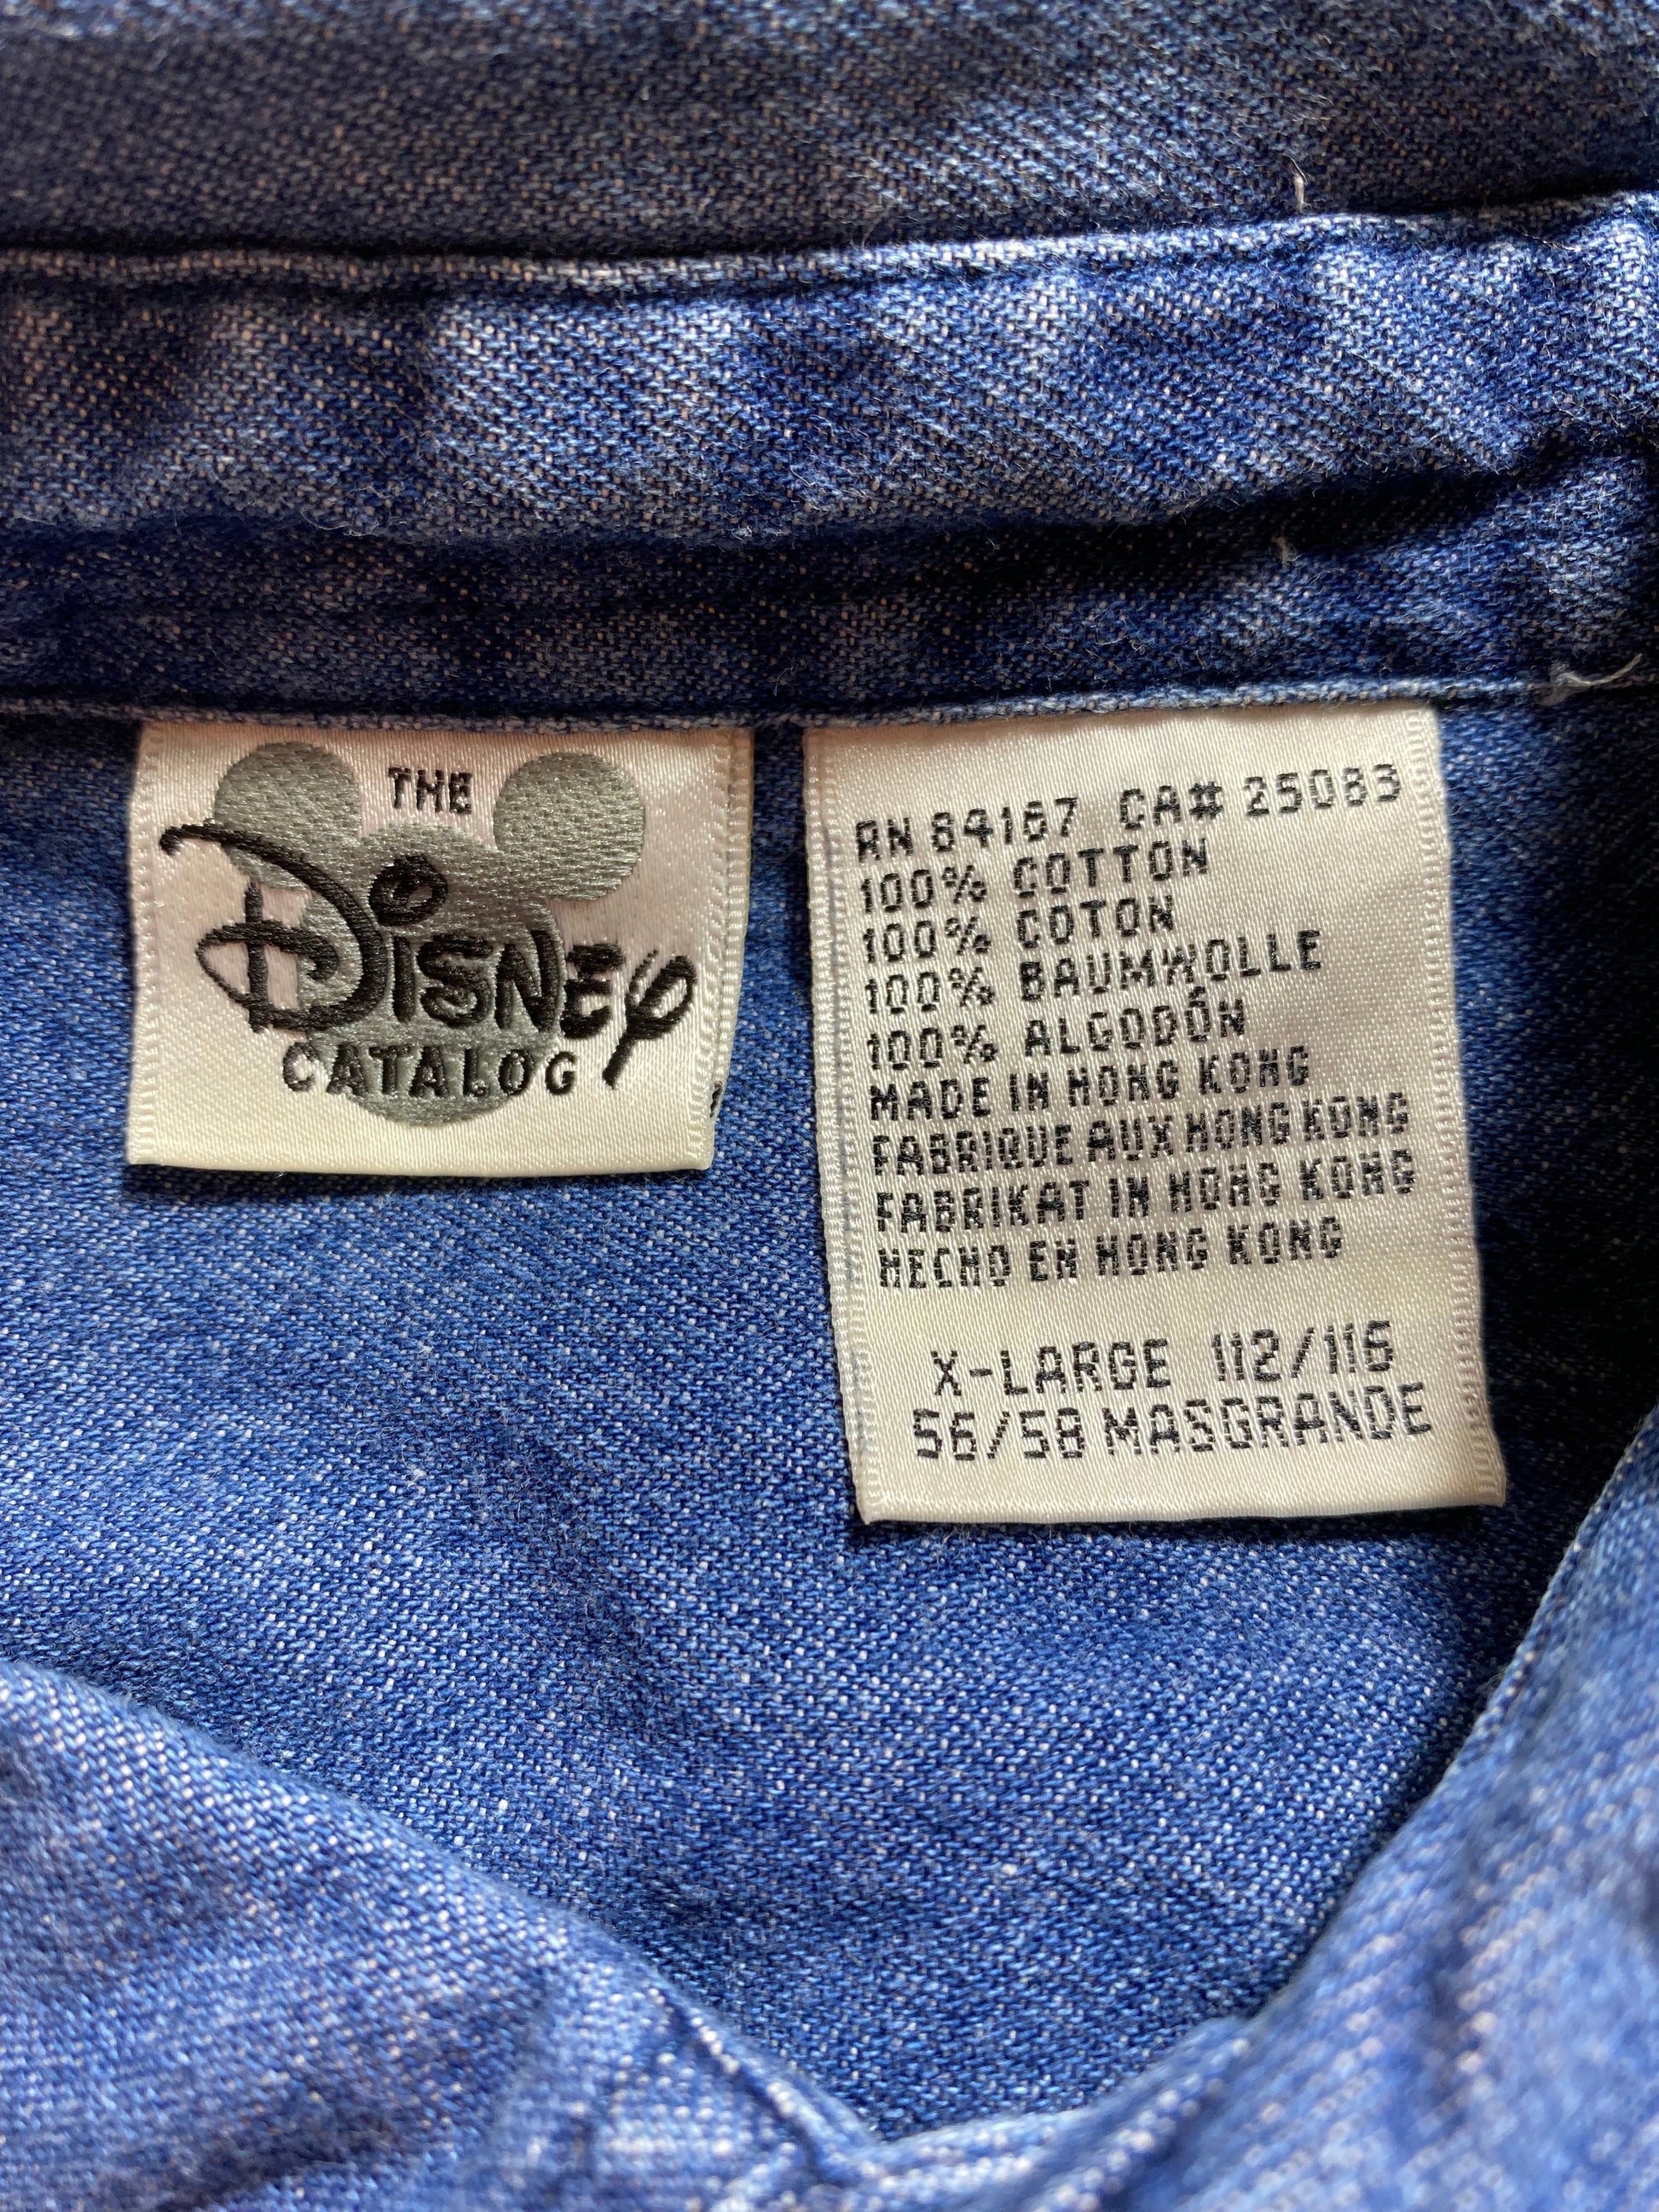 THE
DISNEY
CATALOG
RN 84167 CA# 25083
100% COTTON
100% COTON
100% BAUMWOLLE
100% ALGODÓN
MADE IN HONG KONG
FABRIQUE AUX HONG KONG
FABRIKAT IN HONG KONG
HECHO EN HONG KONG
X-LARGE 112/116
56/58 MASGRANDE